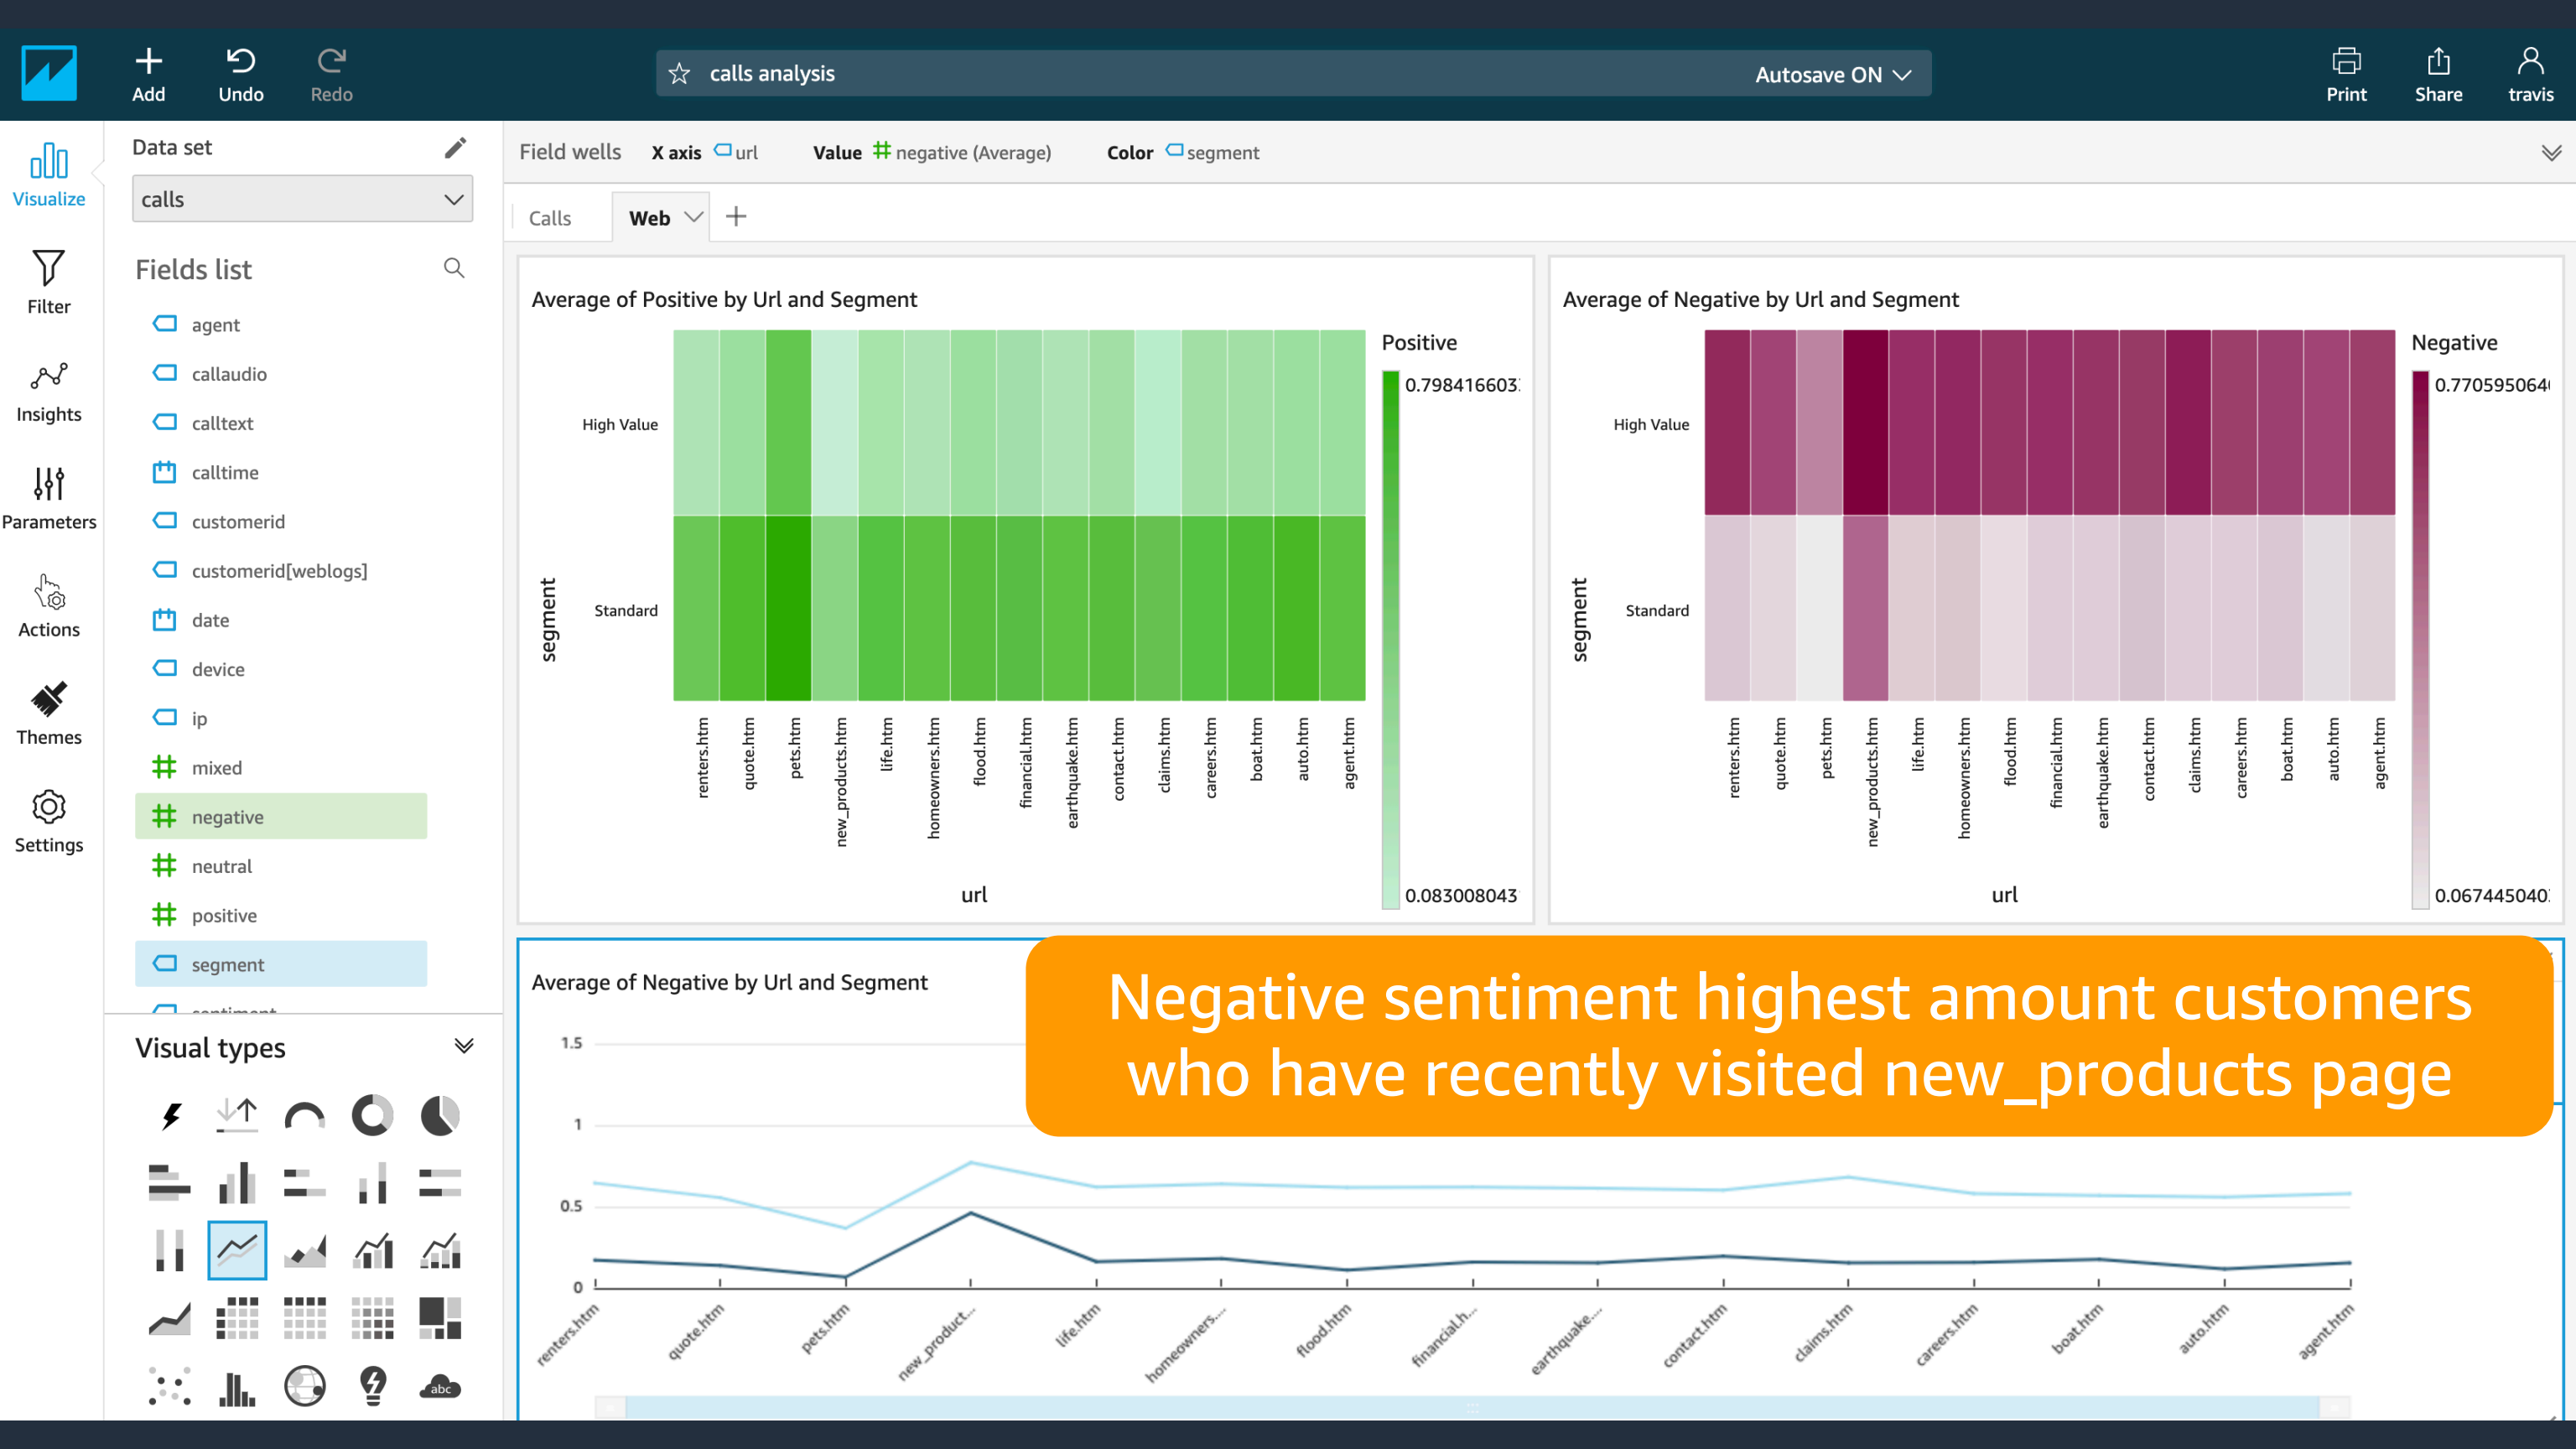 Add
Undo
Redo
calls analysis
Autosave ON
Print
Share
travis
Visualize
Filter
Insights
Parameters
Actions
Themes
Settings
Data set
calls
Fields list
agent
callaudio
calltext
calltime
customerid
customerid[weblogs]
date
device
ip
mixed
negative
neutral
positive
segment
Visual types
abc
Field wells X axis url Value negative (Average) Color segment
Calls
Web
Average of Positive by Url and Segment
High Value
Standard
segment
renters.htm
quote.htm
pets.htm
new_products.htm
life.htm
homeowners.htm
flood.htm
financial.htm
earthquake.htm
contact.htm
claims.htm
careers.htm
boat.htm
auto.htm
agent.htm
url
Positive
0.798416603
0.083008043
Average of Negative by Url and Segment
High Value
Standard
segment
renters.htm
quote.htm
pets.htm
new_products.htm
life.htm
homeowners.htm
flood.htm
financial.htm
earthquake.htm
contact.htm
claims.htm
careers.htm
boat.htm
auto.htm
agent.htm
url
Negative
0.770595064
0.067445040
Average of Negative by Url and Segment
Negative sentiment highest amount customers
who have recently visited new_products page
1.5
1
0.5
0
renters.htm
quote.htm
pets.htm
new_product...
life.htm
homeowners...
flood.htm
financial.h...
earthquake...
contact.htm
claims.htm
careers.htm
boat.htm
auto.htm
agent.htm